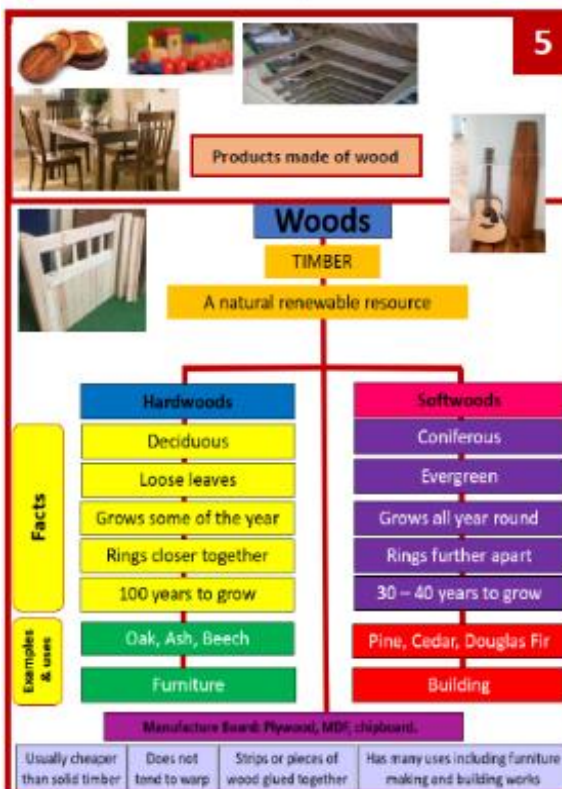 5
Products made of wood
Woods
TIMBER
A natural renewable resource
Hardwoods
Softwoods
Facts
Deciduous
Loose leaves
Grows some of the year
Rings closer together
100 years to grow
Coniferous
Evergreen
Grows all year round
Rings further apart
30 – 40 years to grow
Examples
& uses
Oak, Ash, Beech
Furniture
Pine, Cedar, Douglas Fir
Building
Manufacture Board: Plywood, MDF, chipboard.
Usually cheaper
than solid timber
Does not
tend to warp
Strips or pieces of
wood glued together
Has many uses including furniture
making and building works